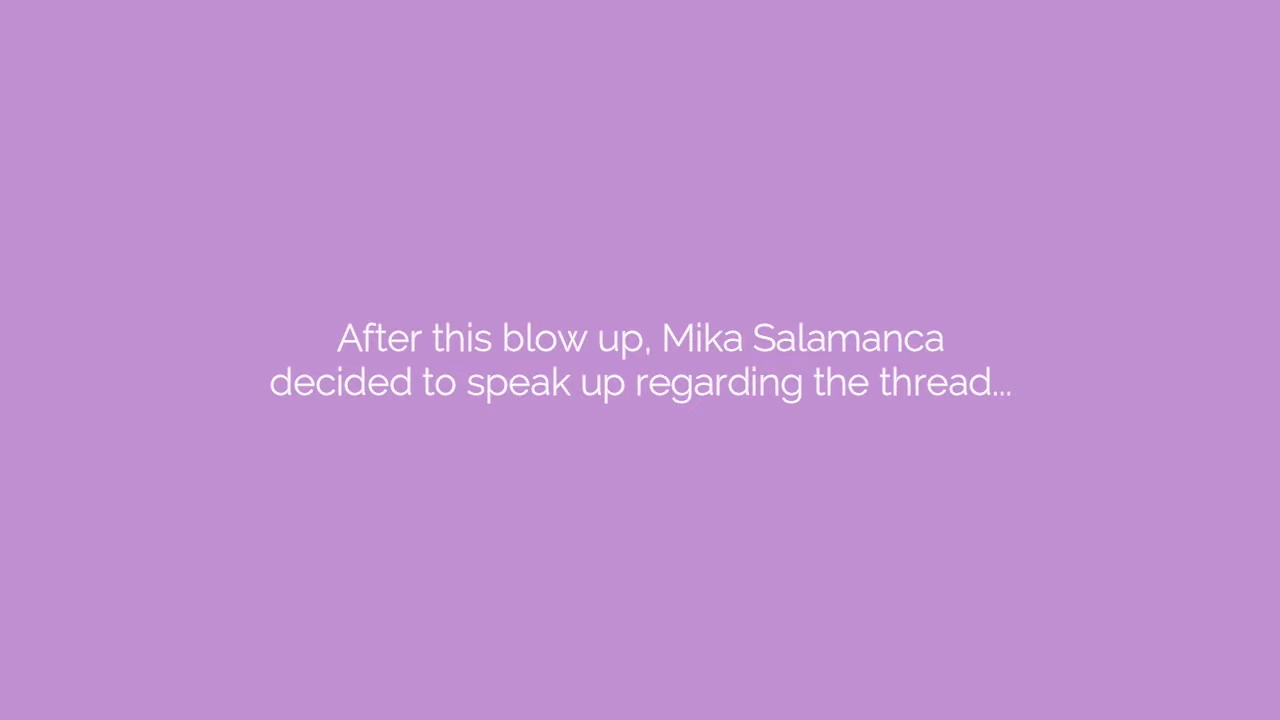 After this blow up, Mika Salamanca
decided to speak up regarding the thread...